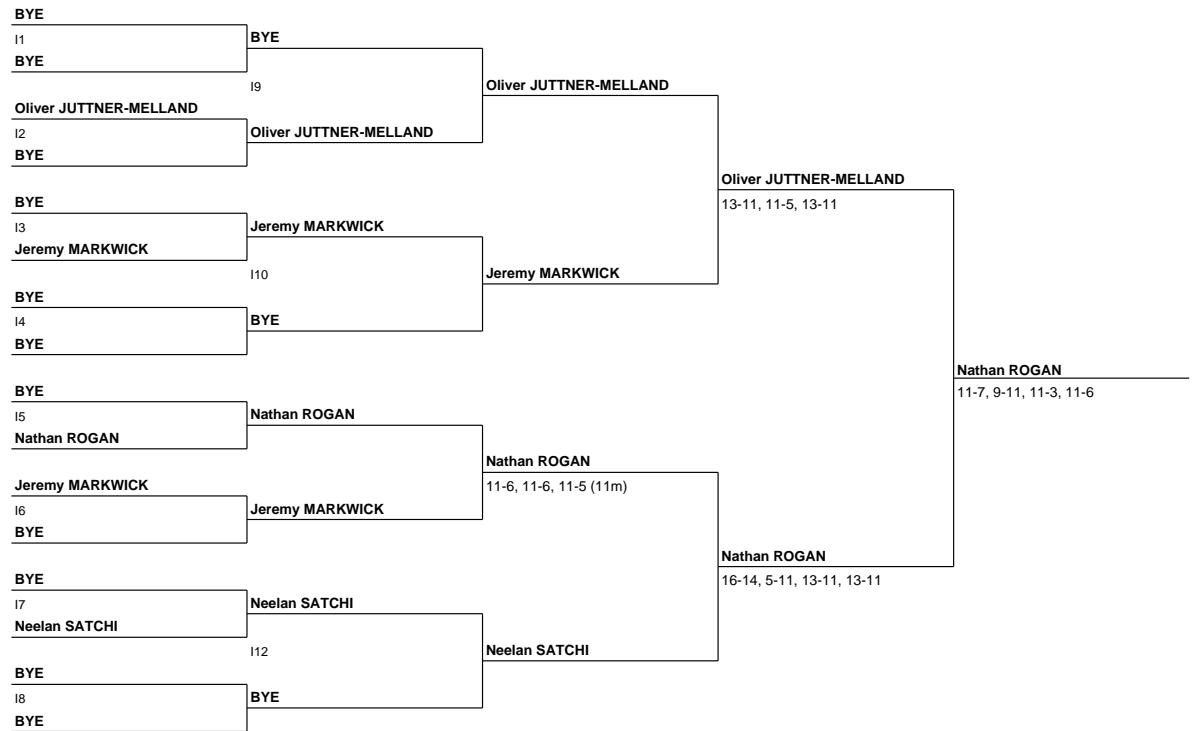 BYE
I1
BYE
BYE
I9
Oliver JUTTNER-MELLAND
Oliver JUTTNER-MELLAND
I2
Oliver JUTTNER-MELLAND
BYE
Oliver JUTTNER-MELLAND
13-11, 11-5, 13-11
BYE
I3
Jeremy MARKWICK
Jeremy MARKWICK
I10
Jeremy MARKWICK
BYE
I4
BYE
BYE
Nathan ROGAN
11-7, 9-11, 11-3, 11-6
BYE
I5
Nathan ROGAN
Nathan ROGAN
Nathan ROGAN
11-6, 11-6, 11-5 (11m)
Jeremy MARKWICK
I6
Jeremy MARKWICK
BYE
Nathan ROGAN
16-14, 5-11, 13-11, 13-11
BYE
I7
Neelan SATCHI
Neelan SATCHI
I12
Neelan SATCHI
BYE
I8
BYE
BYE